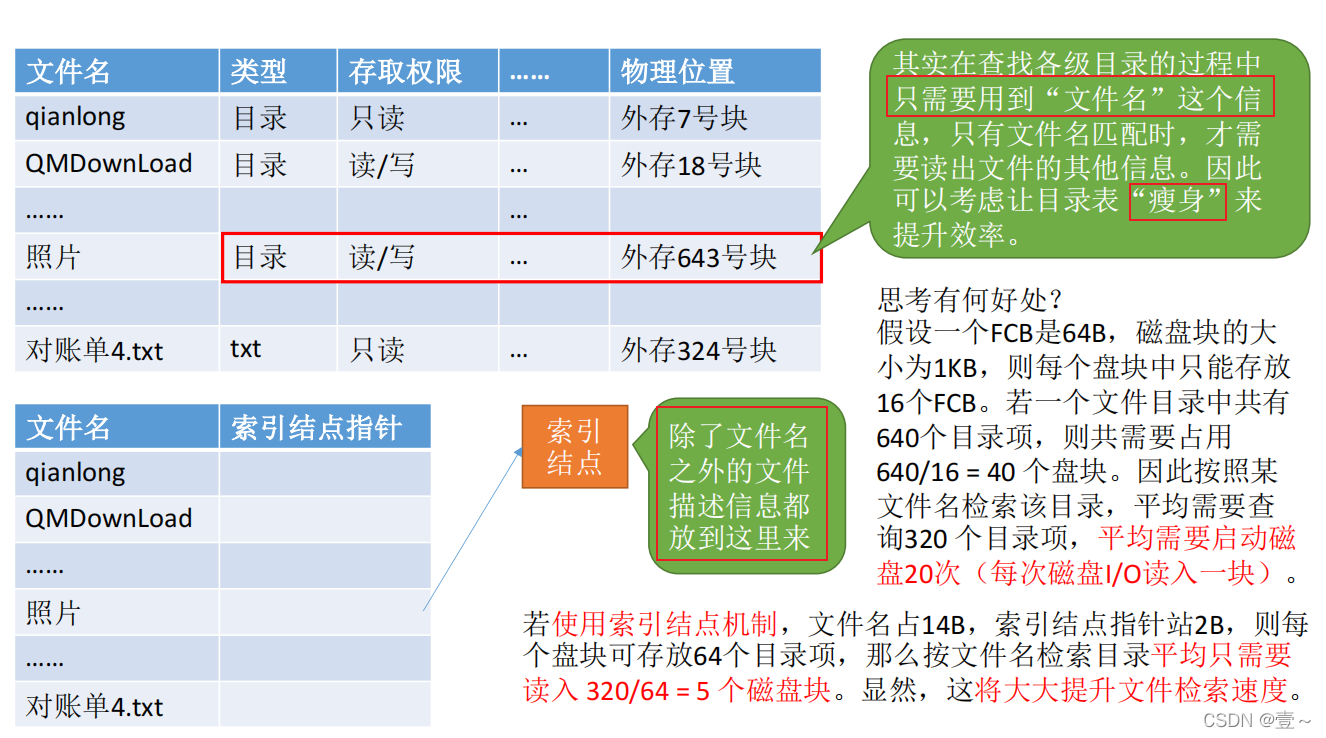 文件名 类型 存取权限 …… 物理位置
qianlong 目录 只读 ... 外存7号块
QMDownLoad 目录 读/写 ... 外存18号块
…… ...
照片 目录 读/写 ... 外存643号块
……
对账单4.txt txt 只读 ... 外存324号块
其实在查找各级目录的过程中
只需要用到“文件名”这个信
息，只有文件名匹配时，才需
要读出文件的其他信息。因此
可以考虑让目录表“瘦身”来
提升效率。
思考有何好处？
假设一个FCB是64B，磁盘块的大
小为1KB，则每个盘块中只能存放
16个FCB。若一个文件目录中共有
640个目录项，则共需要占用
640/16 = 40 个盘块。因此按照某
文件名检索该目录，平均需要查
询320 个目录项，平均需要启动磁
盘20次（每次磁盘I/O读入一块）。
文件名 索引结点指针
qianlong
QMDownLoad
……
照片
……
对账单4.txt
索引
结点
除了文件名
之外的文件
描述信息都
放到这里来
若使用索引结点机制，文件名占14B，索引结点指针站2B，则每
个盘块可存放64个目录项，那么按文件名检索目录平均只需要
读入 320/64 = 5 个磁盘块。显然，这将大大提升文件检索速度。
CSDN @壹～